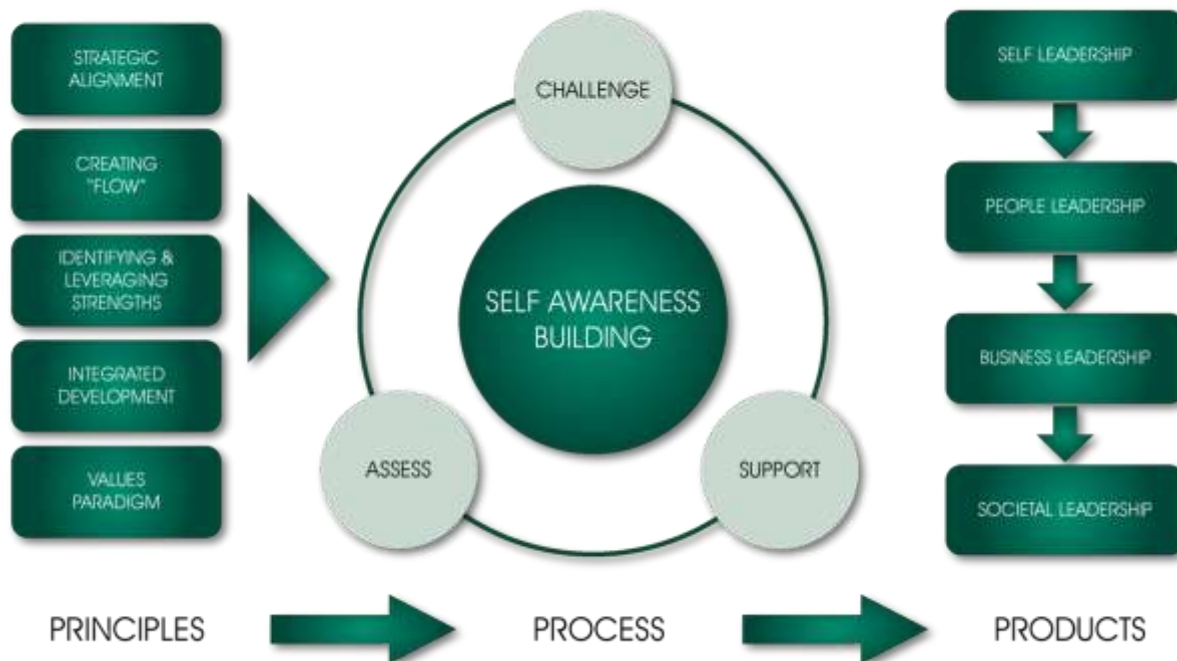 STRATEGIC
ALIGNMENT
CREATING
"FLOW"
IDENTIFYING &
LEVERAGING
STRENGTHS
INTEGRATED
DEVELOPMENT
VALUES
PARADIGM
CHALLENGE
SELF AWARENESS
BUILDING
ASSESS
SUPPORT
SELF LEADERSHIP
PEOPLE LEADERSHIP
BUSINESS LEADERSHIP
SOCIETAL LEADERSHIP
PRINCIPLES
PROCESS
PRODUCTS